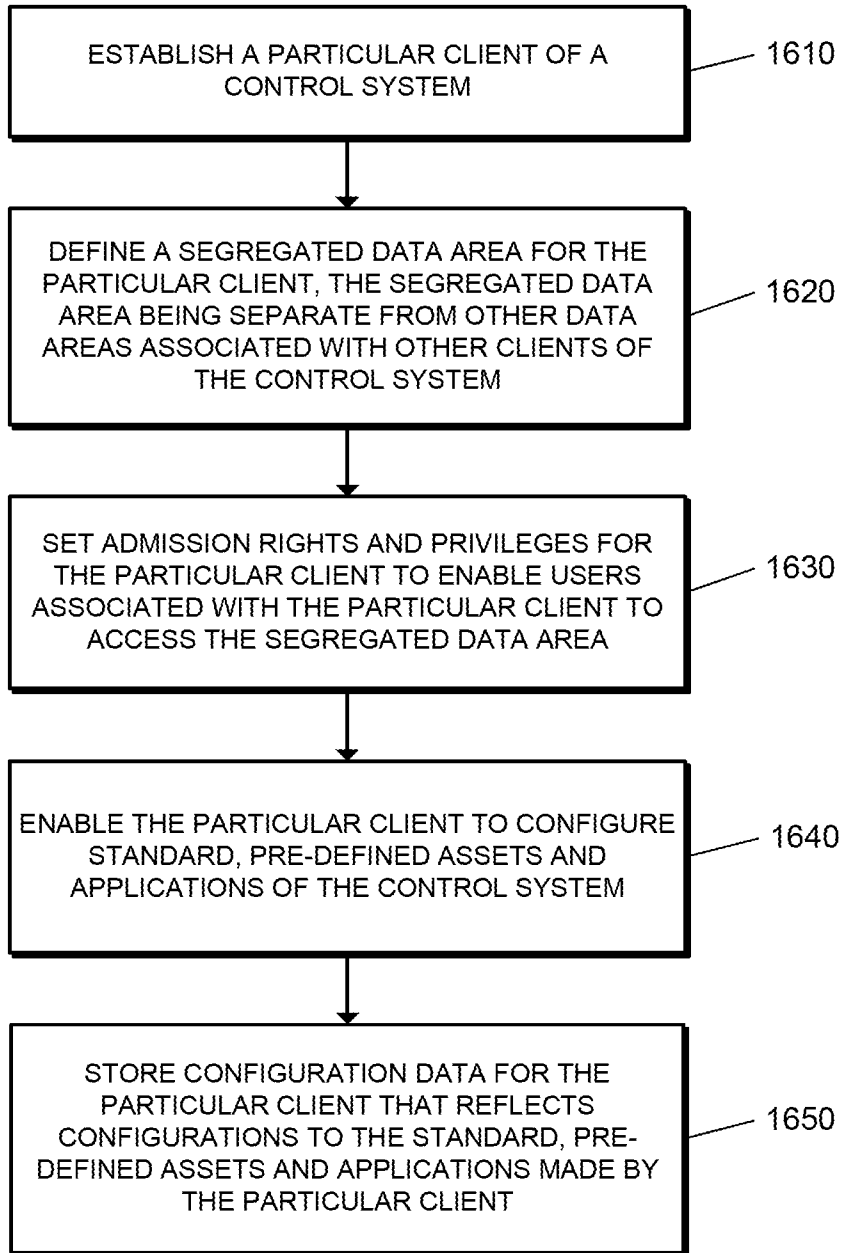 ESTABLISH A PARTICULAR CLIENT OF A
CONTROL SYSTEM
1610
DEFINE A SEGREGATED DATA AREA FOR THE
PARTICULAR CLIENT, THE SEGREGATED DATA
AREA BEING SEPARATE FROM OTHER DATA
AREAS ASSOCIATED WITH OTHER CLIENTS OF
THE CONTROL SYSTEM
1620
SET ADMISSION RIGHTS AND PRIVILEGES FOR
THE PARTICULAR CLIENT TO ENABLE USERS
ASSOCIATED WITH THE PARTICULAR CLIENT TO
ACCESS THE SEGREGATED DATA AREA
1630
ENABLE THE PARTICULAR CLIENT TO CONFIGURE
STANDARD, PRE-DEFINED ASSETS AND
APPLICATIONS OF THE CONTROL SYSTEM
1640
STORE CONFIGURATION DATA FOR THE
PARTICULAR CLIENT THAT REFLECTS
CONFIGURATIONS TO THE STANDARD, PRE-
DEFINED ASSETS AND APPLICATIONS MADE BY
THE PARTICULAR CLIENT
1650